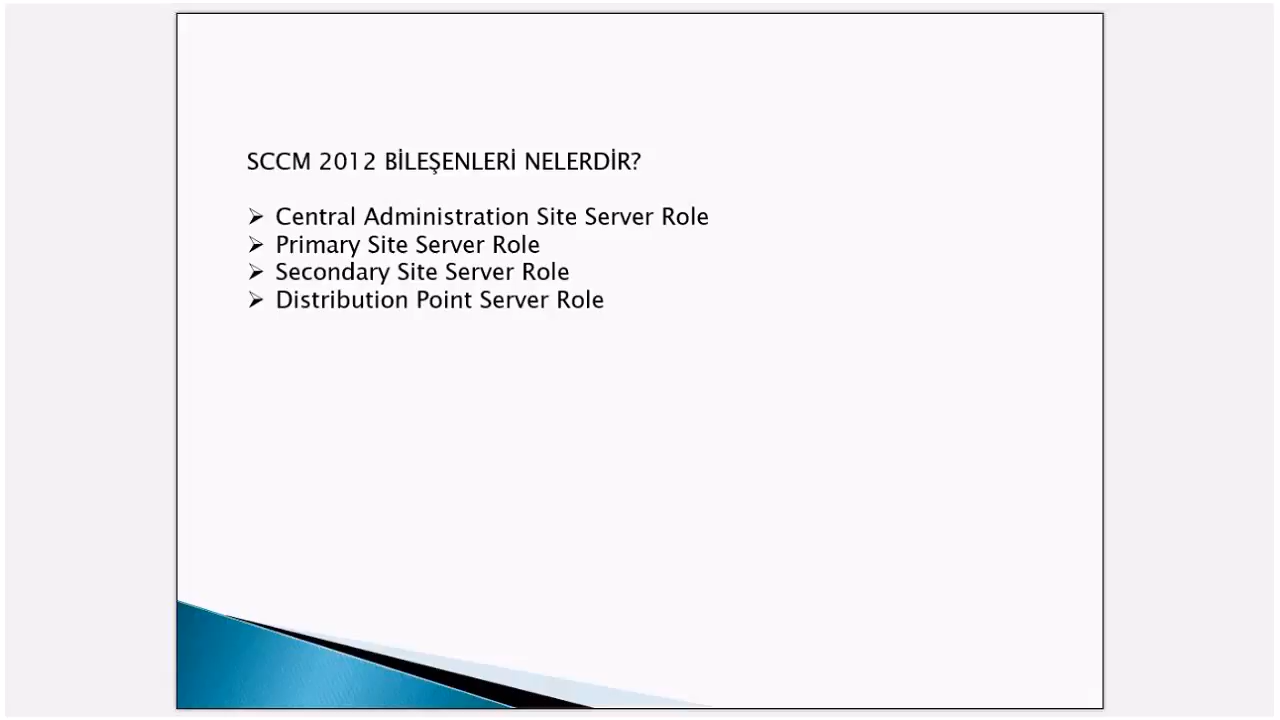 SCCM 2012 BİLEŞENLERİ NELERDİR?
➢ Central Administration Site Server Role
➢ Primary Site Server Role
➢ Secondary Site Server Role
➢ Distribution Point Server Role